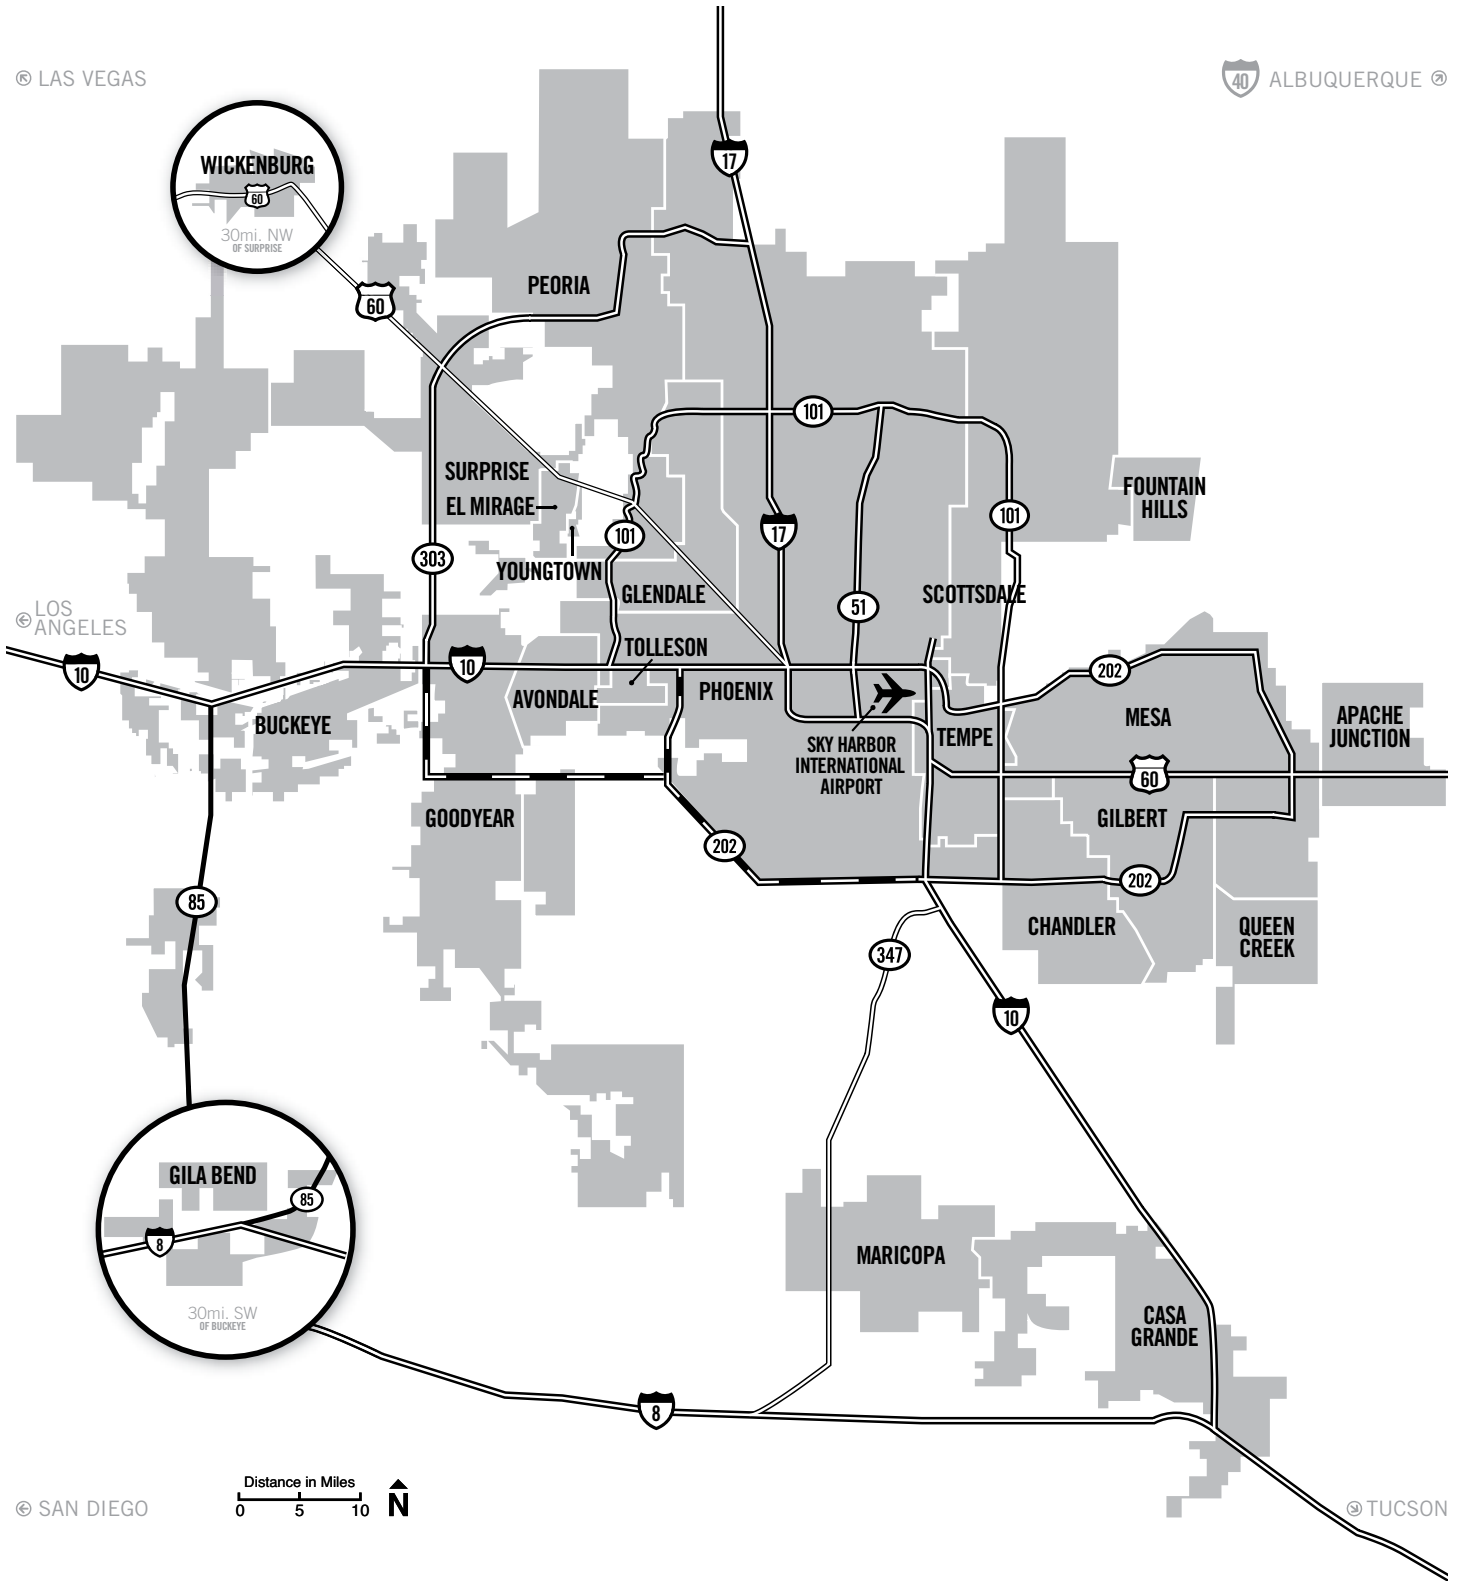 LAS VEGAS
40 ALBUQUERQUE
17
WICKENBURG
60
30mi. NW
OF SURPRISE
60
PEORIA
101
SURPRISE
EL MIRAGE
FOUNTAIN
HILLS
101
17
101
303
YOUNGTOWN
GLENDALE
51
SCOTTSDALE
LOS
ANGELES
TOLLESON
10
10
202
AVONDALE
PHOENIX
BUCKEYE
MESA
APACHE
JUNCTION
TEMPE
SKY HARBOR
INTERNATIONAL
AIRPORT
60
GOODYEAR
GILBERT
202
202
85
CHANDLER
QUEEN
CREEK
347
10
GILA BEND
85
8
30mi. SW
OF BUCKEYE
MARICOPA
CASA
GRANDE
8
Distance in Miles
0 5 10
N
SAN DIEGO
TUCSON